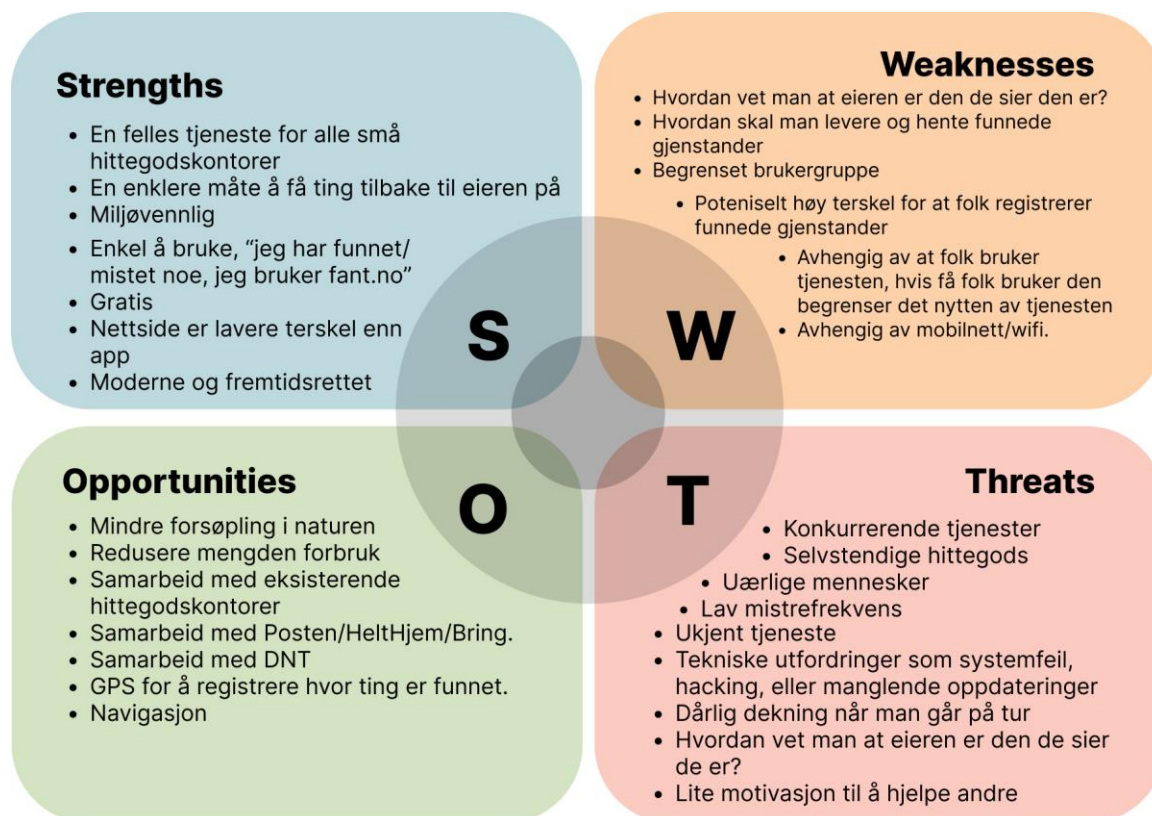 Strengths
• En felles tjeneste for alle små
hittegodskontorer
• En enklere måte å få ting tilbake til eieren på
• Miljøvennlig
• Enkel å bruke, “jeg har funnet/
mistet noe, jeg bruker fant.no”
• Gratis
• Nettside er lavere terskel enn
app
• Moderne og fremtidsrettet
S
Weaknesses
• Hvordan vet man at eieren er den de sier den er?
• Hvordan skal man levere og hente funnede
gjenstander
• Begrenset brukergruppe
• Poteniselt høy terskel for at folk registrerer
funnede gjenstander
• Avhengig av at folk bruker
tjenesten, hvis få folk bruker den
begrenser det nytten av tjenesten
• Avhengig av mobilnett/wifi.
W
Opportunities
• Mindre forsøpling i naturen
• Redusere mengden forbruk
• Samarbeid med eksisterende
hittegodskontorer
• Samarbeid med Posten/HeltHjem/Bring.
• Samarbeid med DNT
• GPS for å registrere hvor ting er funnet.
• Navigasjon
O
Threats
• Konkurrerende tjenester
• Selvstendige hittegods
• Uærlige mennesker
• Lav mistrefrekvens
• Ukjent tjeneste
• Tekniske utfordringer som systemfeil,
hacking, eller manglende oppdateringer
• Dårlig dekning når man går på tur
• Hvordan vet man at eieren er den de sier
de er?
• Lite motivasjon til å hjelpe andre
T